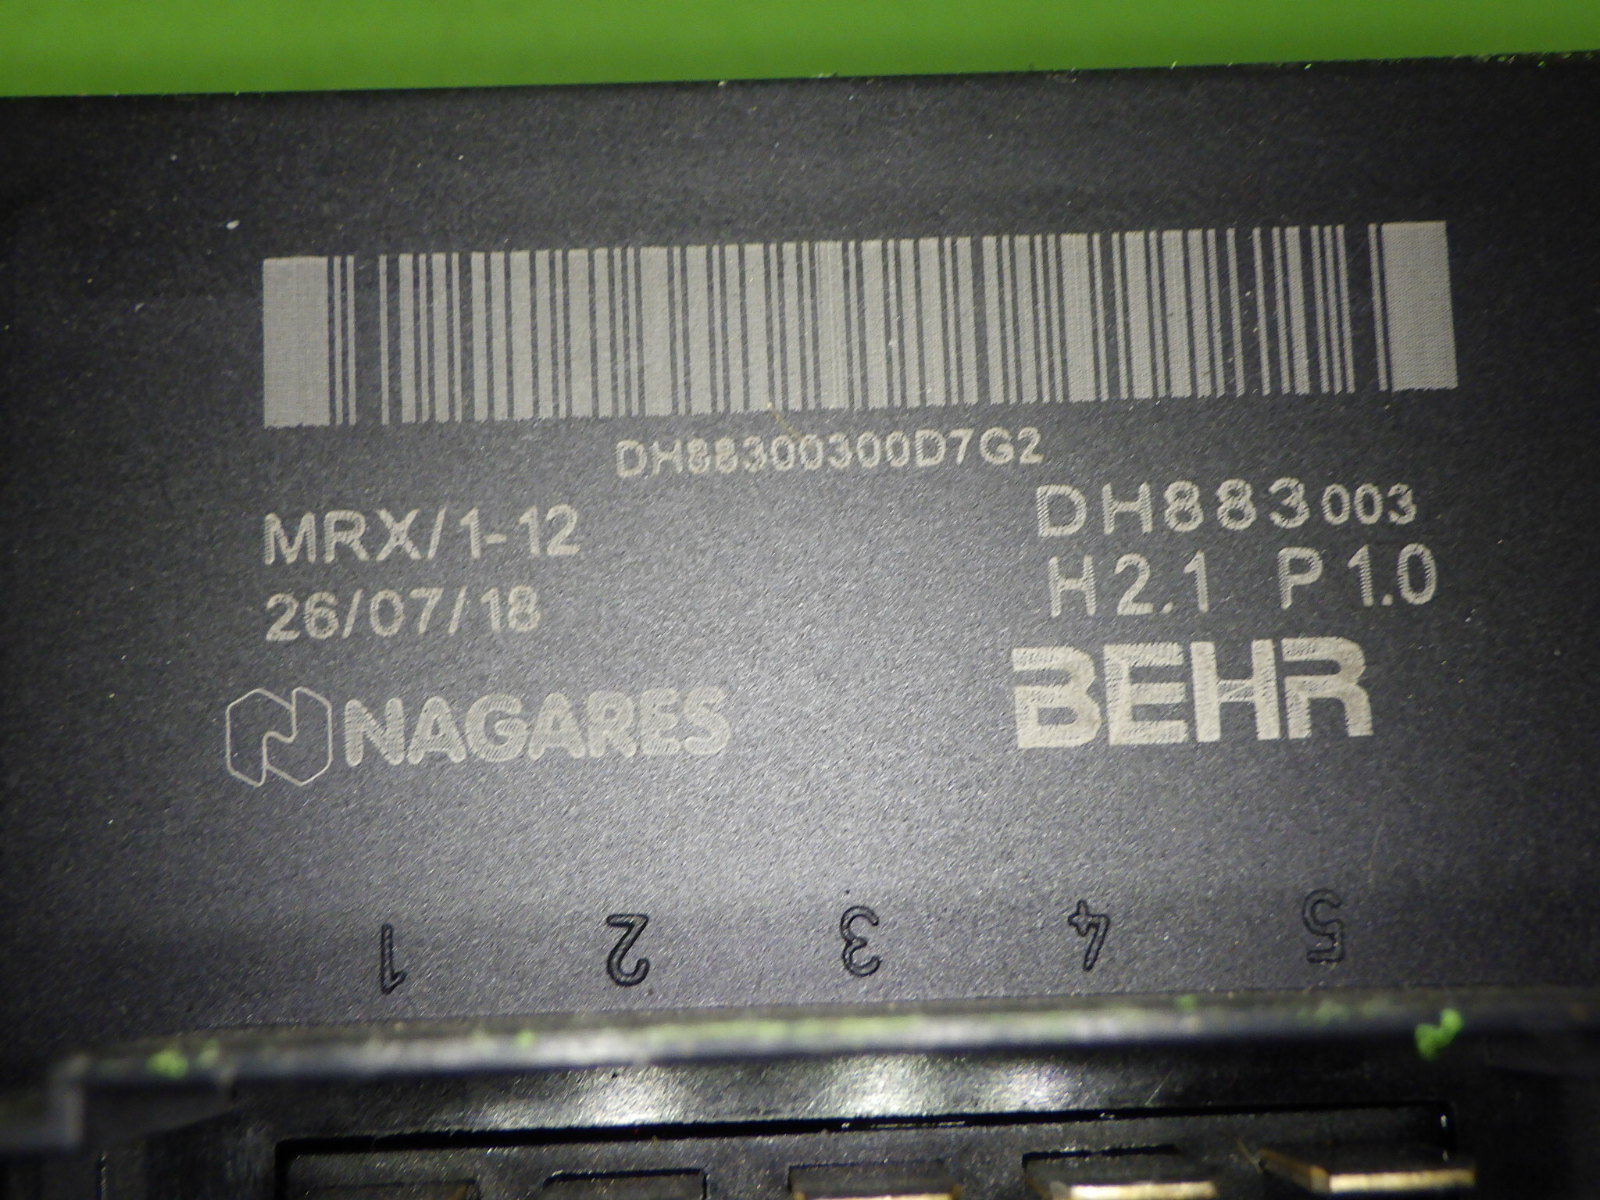 DH88300300D7G2
MRX/1-12
26/07/18
NAGARES
DH883003
H2.1 P1.0
BEHR
1 2 3 4 5